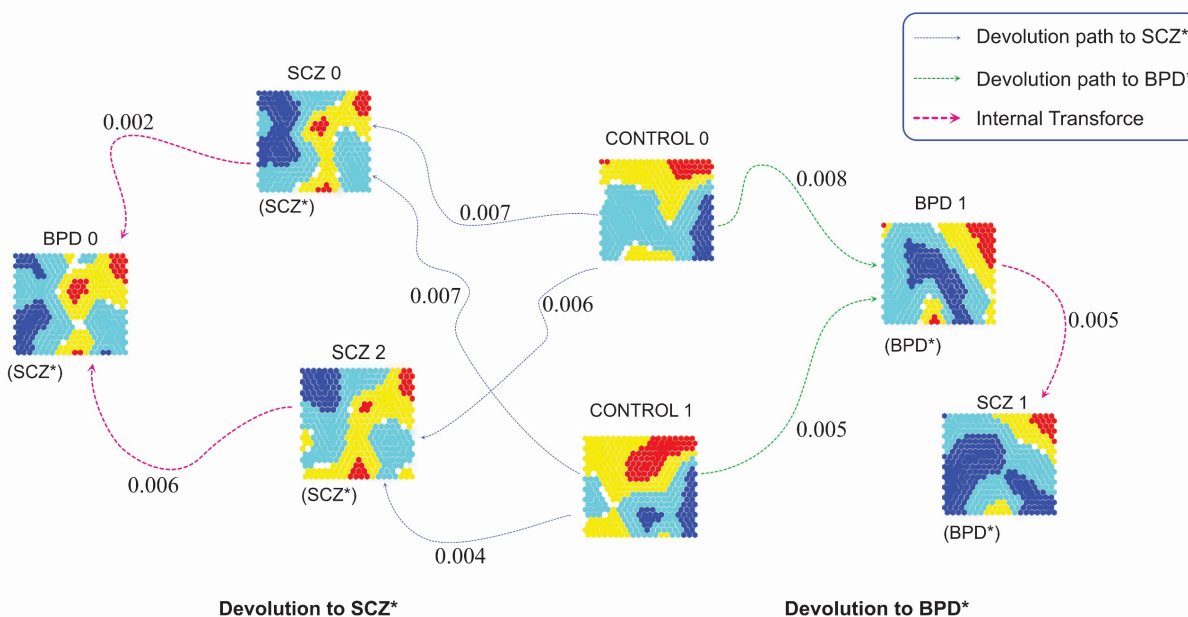 Devolution path to SCZ*
Devolution path to BPD*
Internal Transforce
SCZ 0
0.002
(SCZ*)
CONTROL 0
0.007
0.008
BPD 1
BPD 0
0.007
0.006
0.005
(BPD*)
(SCZ*)
SCZ 2
CONTROL 1
SCZ 1
0.005
0.006
(SCZ*)
0.004
(BPD*)
Devolution to SCZ*
Devolution to BPD*